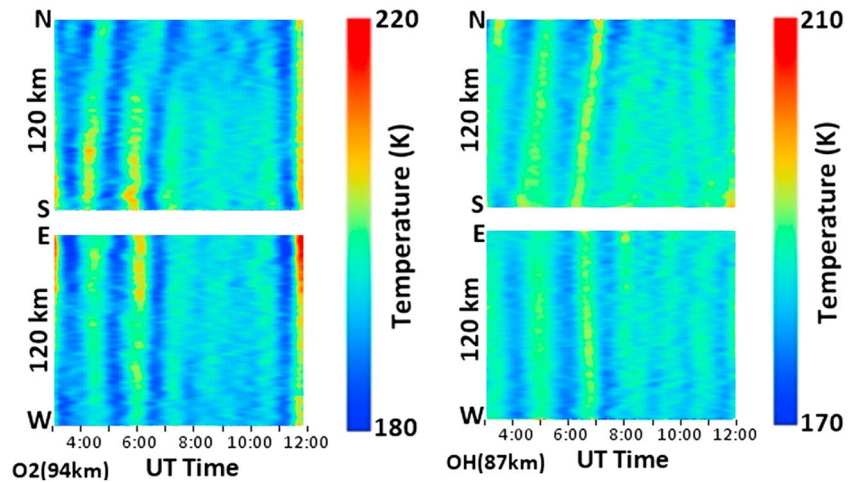 N
120 km
S
E
120 km
W
4:00 6:00 8:00 10:00 12:00
O2(94km) UT Time
220
Temperature (K)
180
N
120 km
S
E
120 km
W
4:00 6:00 8:00 10:00 12:00
OH(87km) UT Time
210
Temperature (K)
170